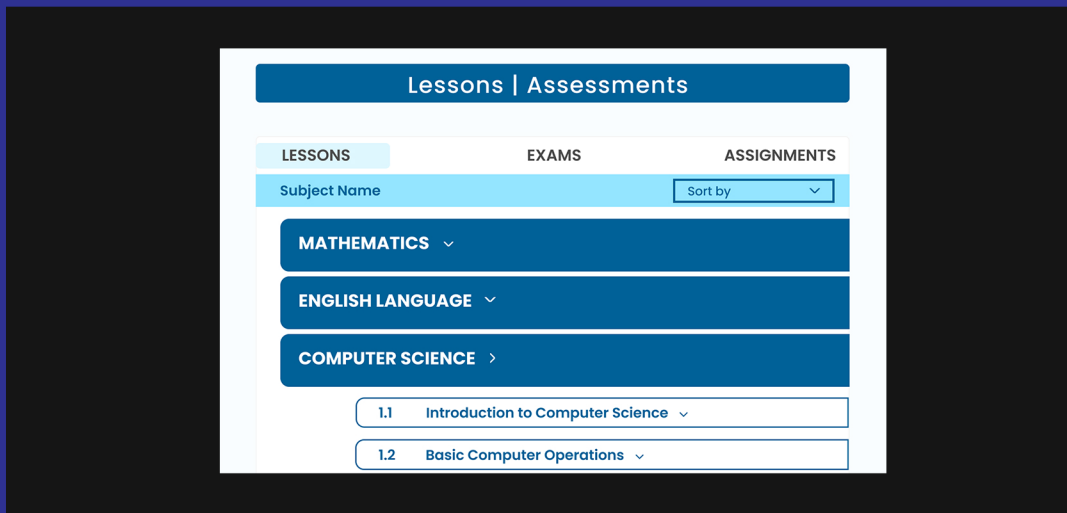 Lessons | Assessments
LESSONS EXAMS ASSIGNMENTS
Subject Name Sort by
MATHEMATICS
ENGLISH LANGUAGE
COMPUTER SCIENCE
1.1 Introduction to Computer Science
1.2 Basic Computer Operations